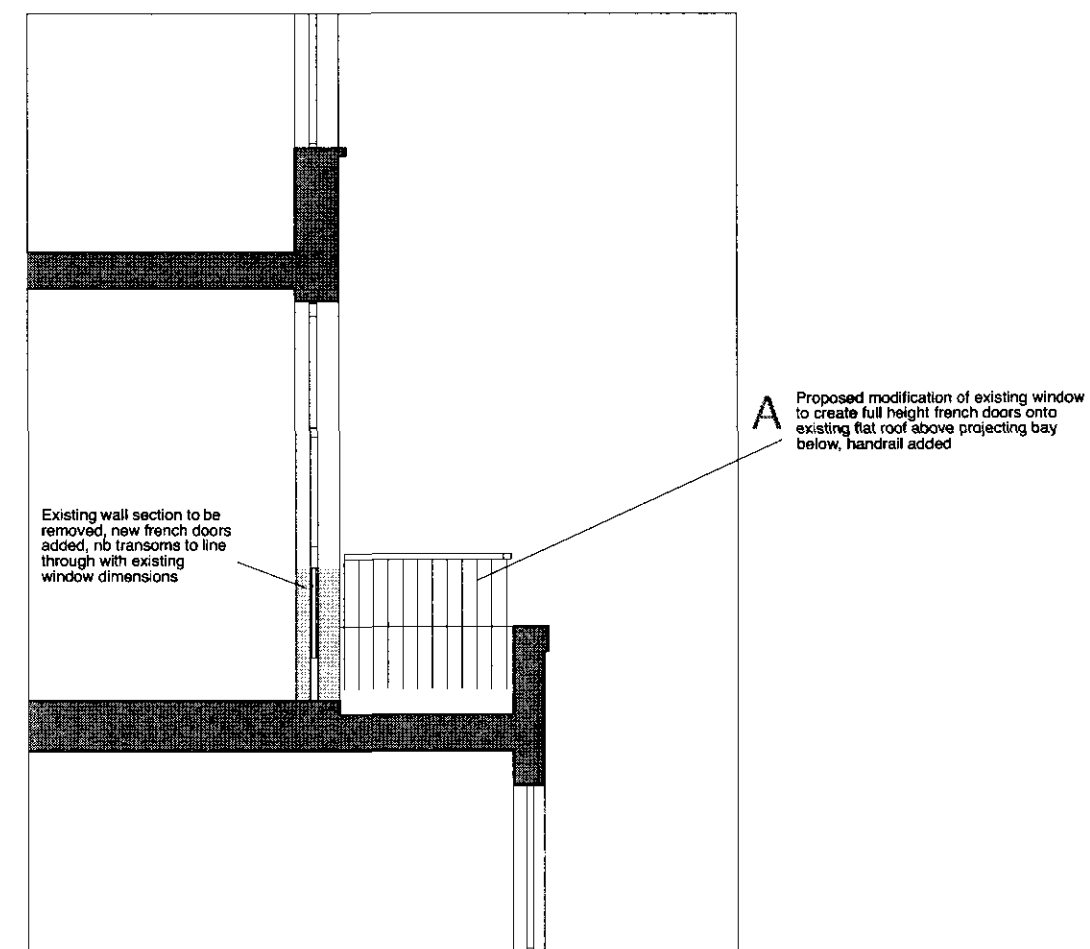 A
Proposed modification of existing window
to create full height french doors onto
existing flat roof above projecting bay
below, handrail added
Existing wall section to be
removed, new french doors
added, nb transoms to line
through with existing
window dimensions